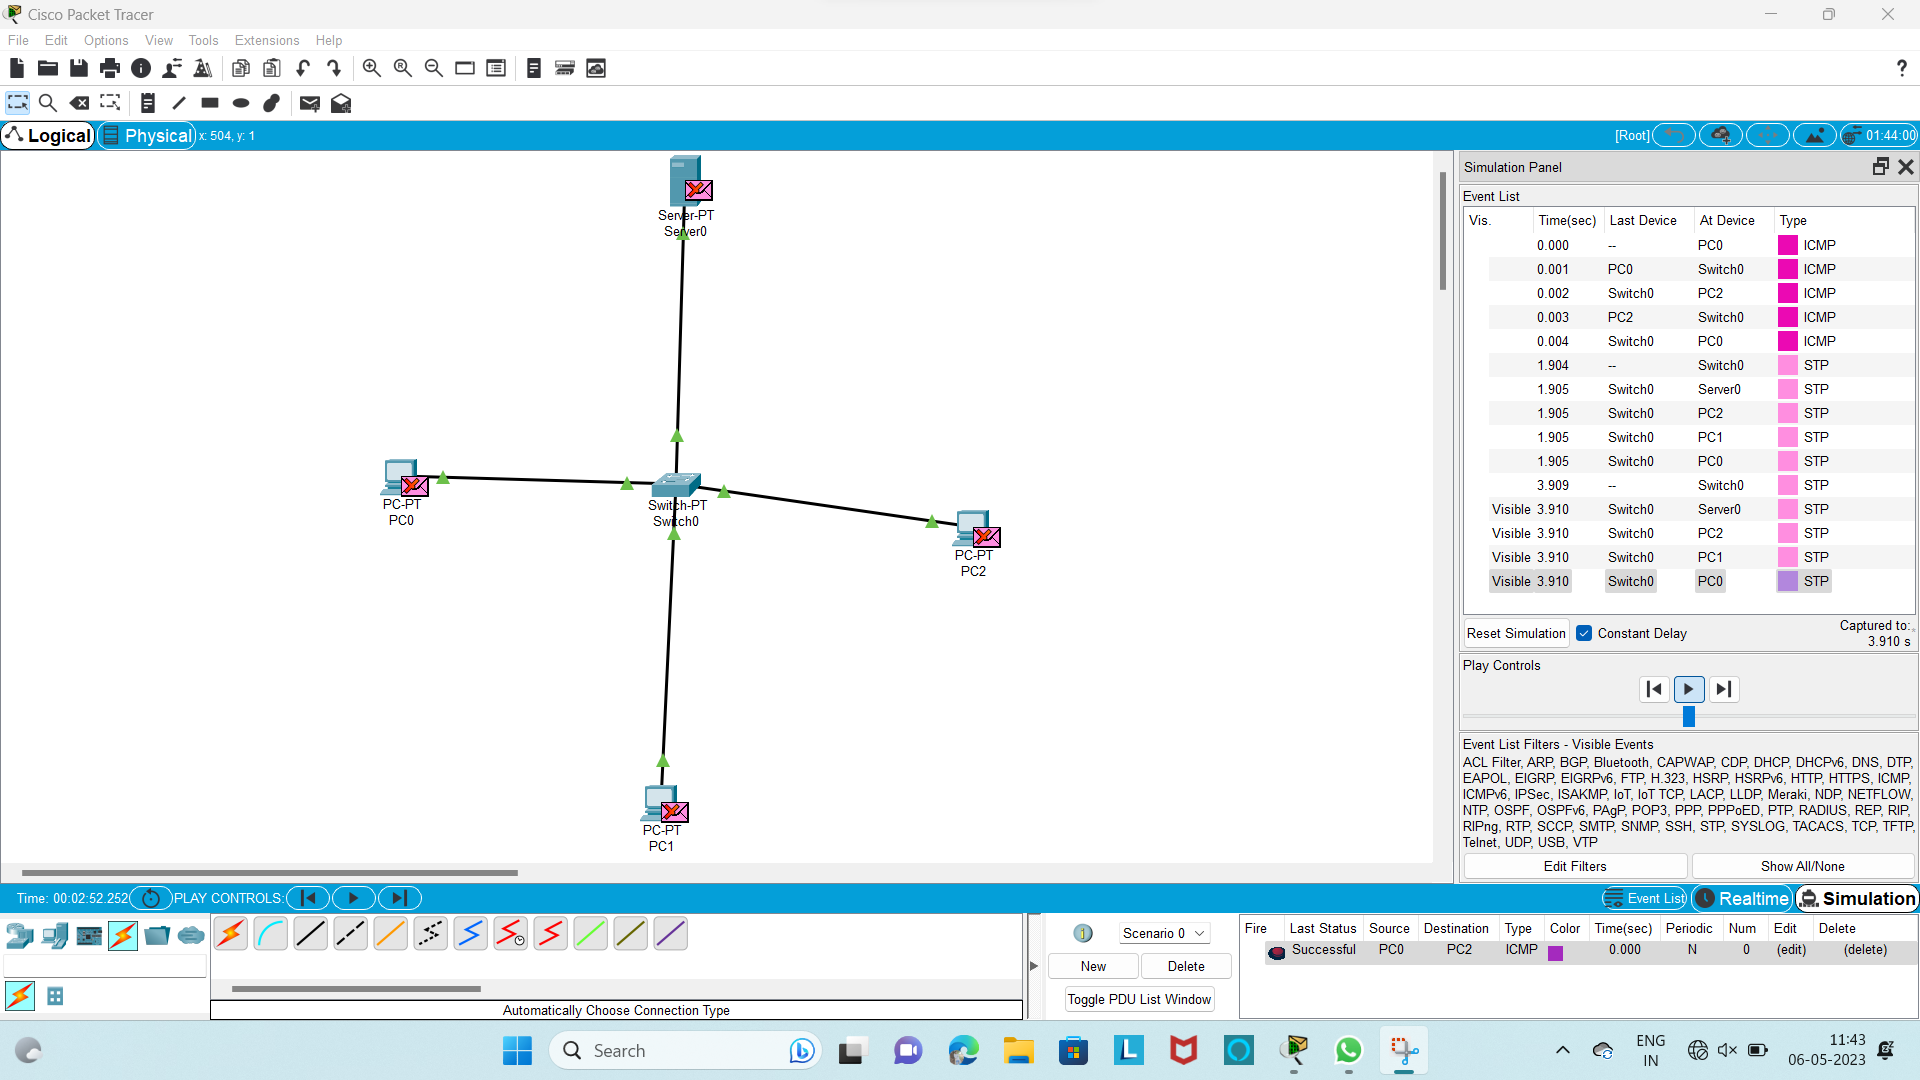 Cisco Packet Tracer
File Edit Options View Tools Extensions Help
?
Logical Physical x: 504, y: 1 [Root] 01:44:00
Server-PT
Server0
PC-PT
PC0
Switch-PT
Switch0
PC-PT
PC2
PC-PT
PC1
Simulation Panel
Event List
Vis. Time(sec) Last Device At Device Type
0.000 -- PC0 ICMP
0.001 PC0 Switch0 ICMP
0.002 Switch0 PC2 ICMP
0.003 PC2 Switch0 ICMP
0.004 Switch0 PC0 ICMP
1.904 -- Switch0 STP
1.905 Switch0 Server0 STP
1.905 Switch0 PC2 STP
1.905 Switch0 PC1 STP
1.905 Switch0 PC0 STP
3.909 -- Switch0 STP
Visible 3.910 Switch0 Server0 STP
Visible 3.910 Switch0 PC2 STP
Visible 3.910 Switch0 PC1 STP
Visible 3.910 Switch0 PC0 STP
Reset Simulation Constant Delay Captured to:
3.910 s
Play Controls
Event List Filters - Visible Events
ACL Filter, ARP, BGP, Bluetooth, CAPWAP, CDP, DHCP, DHCPv6, DNS, DTP,
EAPOL, EIGRP, EIGRPv6, FTP, H.323, HSRP, HSRPv6, HTTP, HTTPS, ICMP,
ICMPv6, IPSec, ISAKMP, IoT, IoT TCP, LACP, LLDP, Meraki, NDP, NETFLOW,
NTP, OSPF, OSPFv6, PAgP, POP3, PPP, PPPoED, PTP, RADIUS, REP, RIP,
RIPng, RTP, SCCP, SMTP, SNMP, SSH, STP, SYSLOG, TACACS, TCP, TFTP,
Telnet, UDP, USB, VTP
Edit Filters Show All/None
Time: 00:02:52.252 PLAY CONTROLS: Event List Realtime Simulation
Automatically Choose Connection Type
1 Scenario 0
New Delete
Toggle PDU List Window
Fire Last Status Source Destination Type Color Time(sec) Periodic Num Edit Delete
Successful PC0 PC2 ICMP 0.000 N 0 (edit) (delete)
Search
L
ENG
IN
11:43
06-05-2023